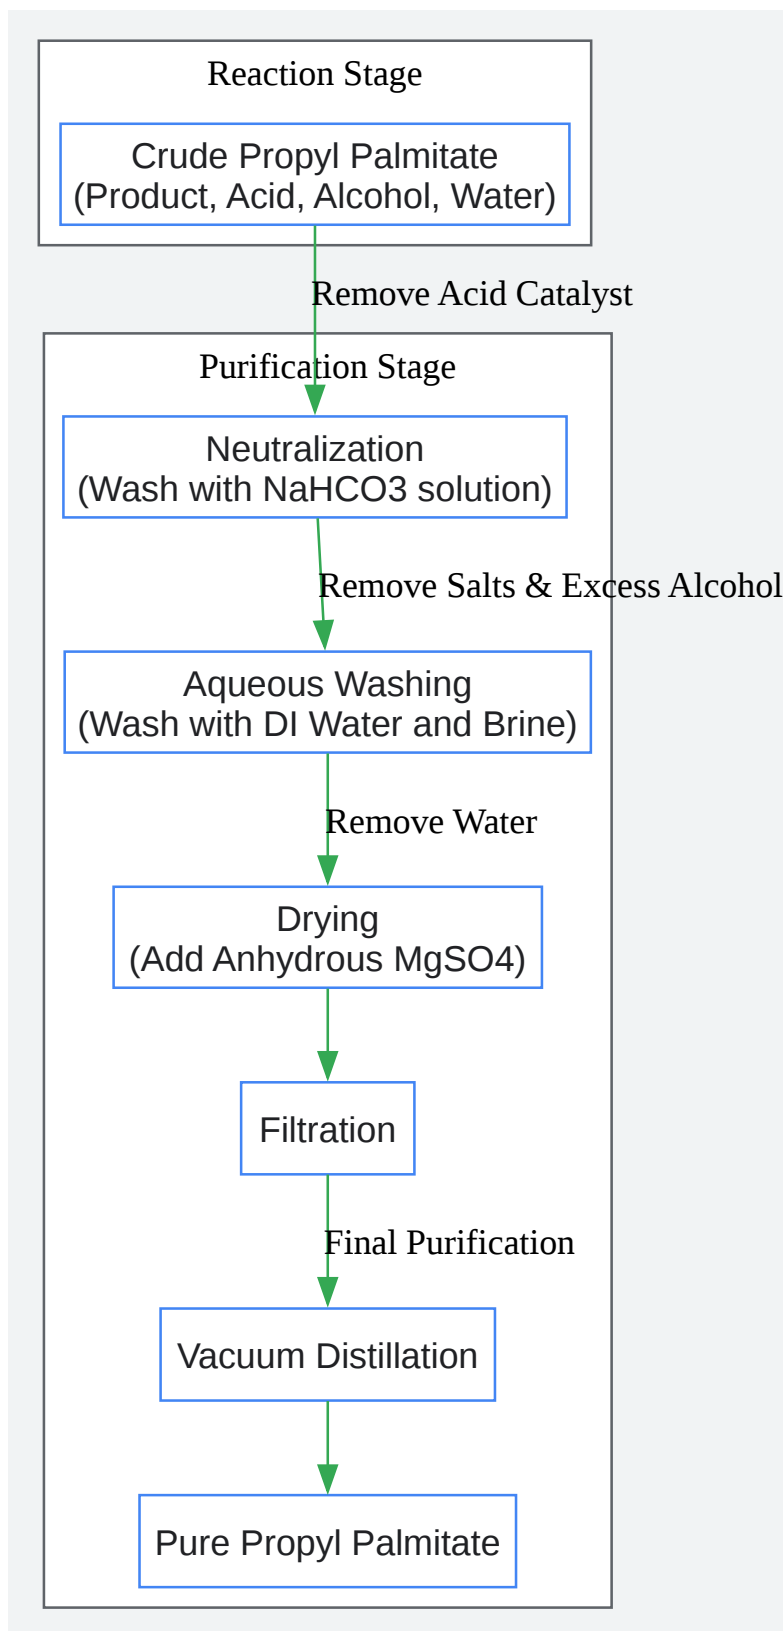 Reaction Stage
Crude Propyl Palmitate
(Product, Acid, Alcohol, Water)
Remove Acid Catalyst
Purification Stage
Neutralization
(Wash with NaHCO3 solution)
Remove Salts & Excess Alcohol
Aqueous Washing
(Wash with DI Water and Brine)
Remove Water
Drying
(Add Anhydrous MgSO4)
Filtration
Final Purification
Vacuum Distillation
Pure Propyl Palmitate